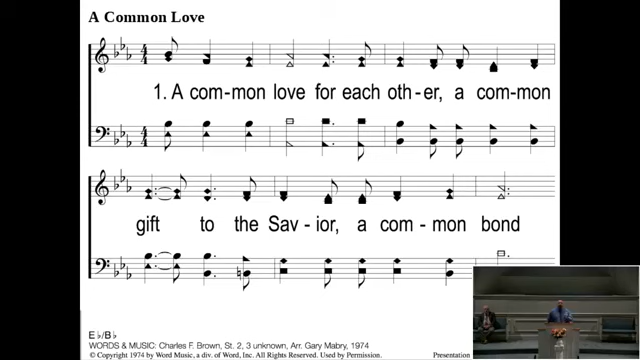 A Common Love
1. A com-mon love for each oth-er, a com-mon
gift to the Sav-ior, a com-mon bond
E♭/B♭
WORDS & MUSIC: Charles F. Brown, St. 2, 3 unknown, Arr. Gary Mabry, 1974
© Copyright 1974 by Word Music, a div. of Word, Inc. All Rights Reserved. Used by Permission. Presentation